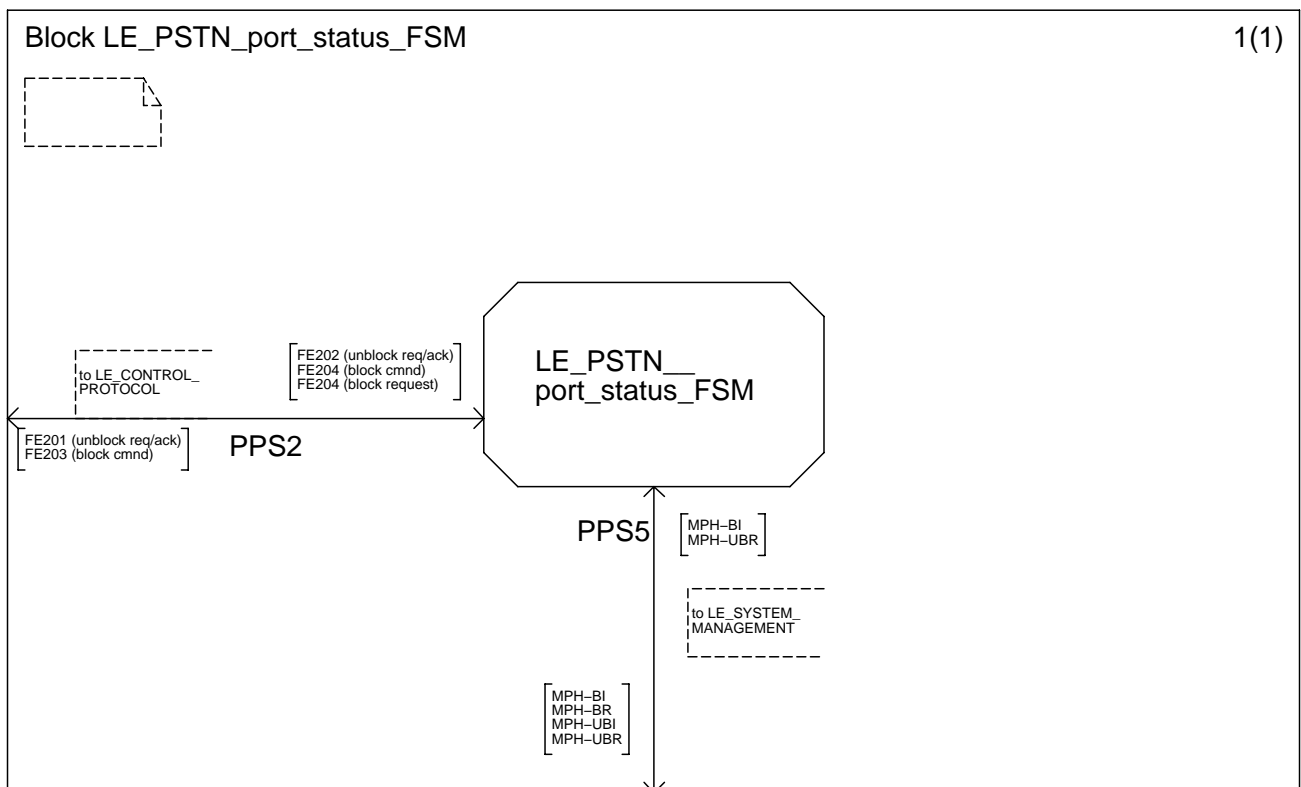 Block LE_PSTN_port_status_FSM
1(1)
FE202 (unblock req/ack)
FE204 (block cmnd)
FE204 (block request)
LE_PSTN__
port_status_FSM
to LE_CONTROL_
PROTOCOL
FE201 (unblock req/ack)
FE203 (block cmnd)
PPS2
PPS5
MPH−BI
MPH−UBR
to LE_SYSTEM_
MANAGEMENT
MPH−BI
MPH−BR
MPH−UBI
MPH−UBR